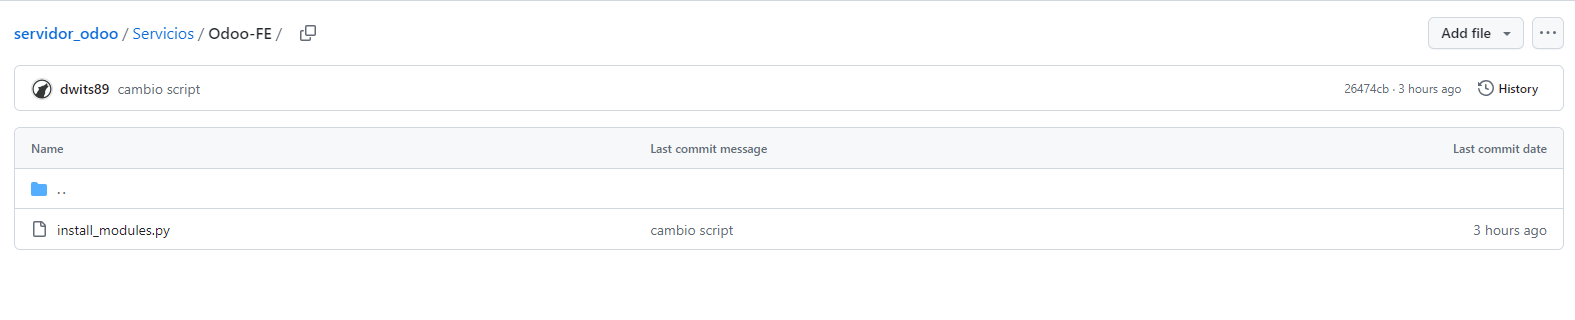 servidor_odoo / Servicios / Odoo-FE / Add file ...
dwits89 cambio script 26474cb · 3 hours ago History
Name Last commit message Last commit date
..
install_modules.py cambio script 3 hours ago